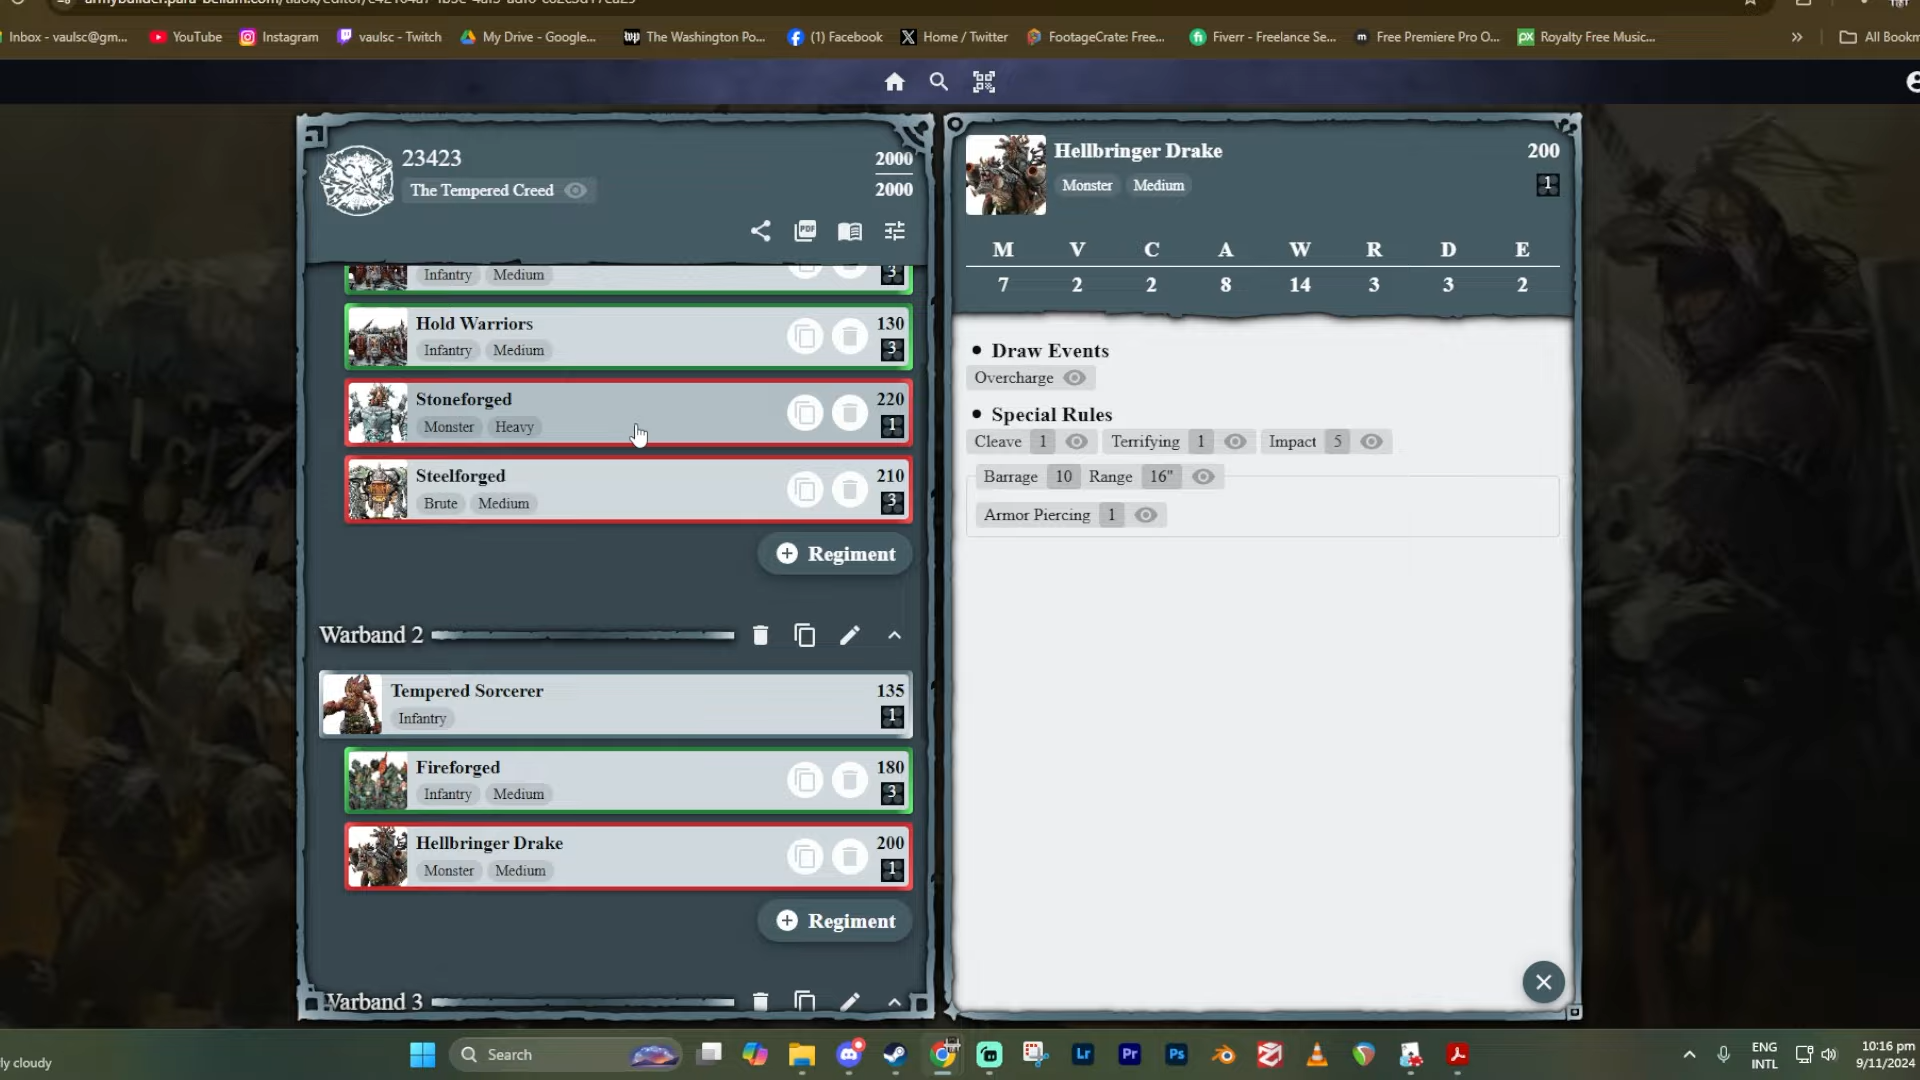 Inbox - vaulsc@gm...
YouTube
Instagram
vaulsc - Twitch
My Drive - Google...
The Washington Po...
(1) Facebook
Home / Twitter
FootageCrate: Free...
Fiverr - Freelance Se...
Free Premiere Pro O...
Royalty Free Music...
All Bookm
23423
The Tempered Creed
2000
2000
Infantry Medium 3
Hold Warriors 130
Infantry Medium 3
Stoneforged 220
Monster Heavy 1
Steelforged 210
Brute Medium 3
Regiment
Warband 2
Tempered Sorcerer 135
Infantry 1
Fireforged 180
Infantry Medium 3
Hellbringer Drake 200
Monster Medium 1
Regiment
Warband 3
Hellbringer Drake 200
Monster Medium 1
M V C A W R D E
7 2 2 8 14 3 3 2
• Draw Events
Overcharge
• Special Rules
Cleave 1 Terrifying 1 Impact 5
Barrage 10 Range 16"
Armor Piercing 1
ly cloudy
Search
ENG
INTL
10:16 pm
9/11/2024